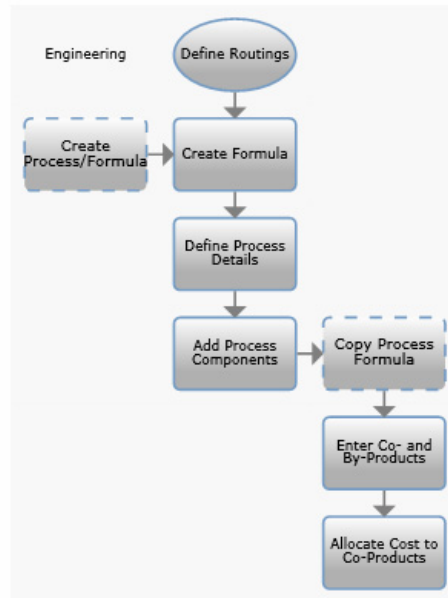 Engineering
Define Routings
Create
Process/Formula
Create Formula
Define Process
Details
Add Process
Components
Copy Process
Formula
Enter Co- and
By-Products
Allocate Cost to
Co-Products